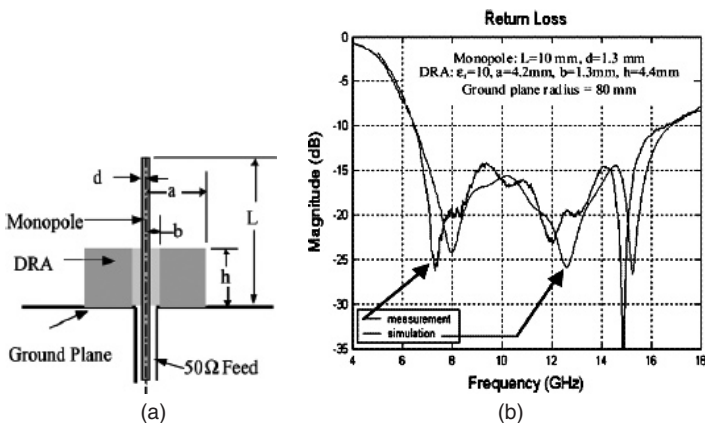 d
a
Monopole
b
L
DRA
h
Ground Plane
50Ω Feed
(a)
Return Loss
Monopole: L=10 mm, d=1.3 mm
DRA: εr=10, a=4.2mm, b=1.3mm, h=4.4mm
Ground plane radius = 80 mm
Magnitude (dB)
0
-5
-10
-15
-20
-25
-30
-35
measurement
simulation
4 6 8 10 12 14 16 18
Frequency (GHz)
(b)